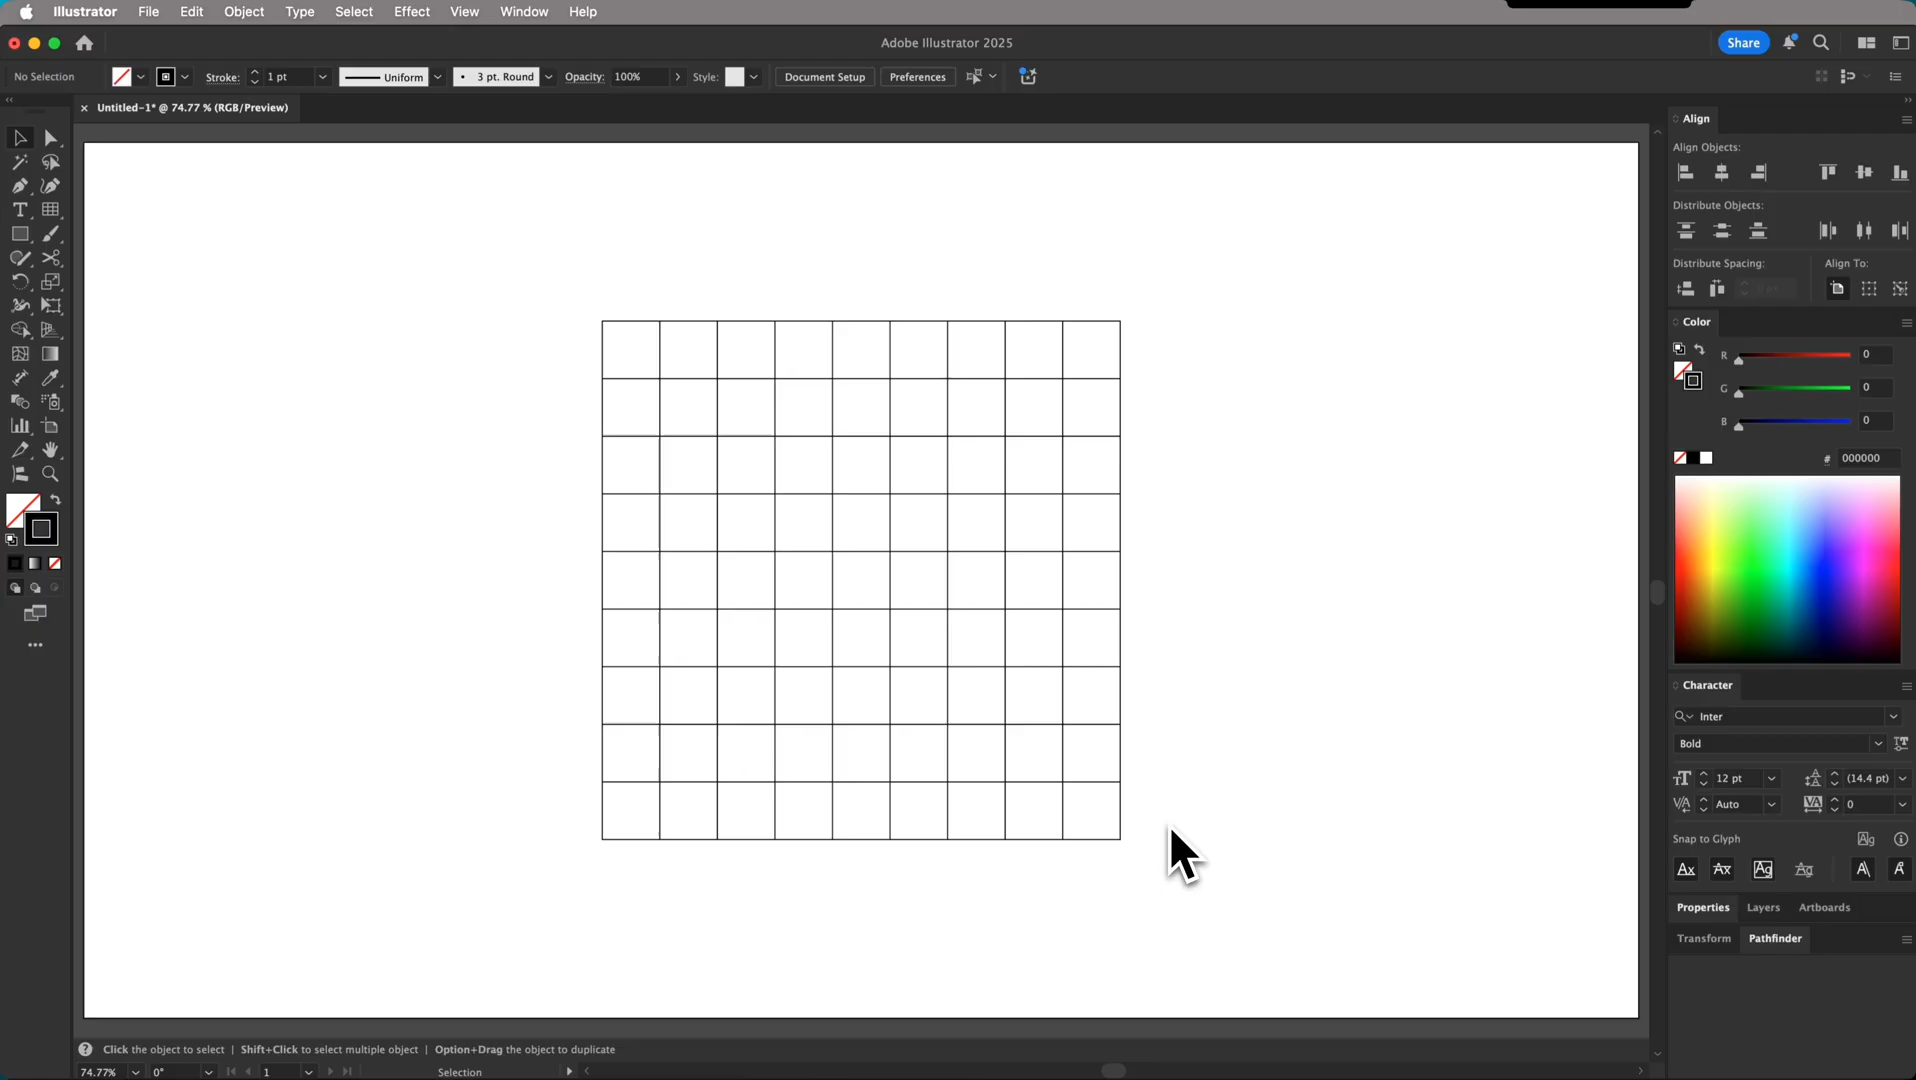 Illustrator File Edit Object Type Select Effect View Window Help
Adobe Illustrator 2025
Share
No Selection
Stroke: 1 pt
Uniform
3 pt. Round
Opacity: 100%
Style:
Document Setup
Preferences
× Untitled-1* @ 74.77 % (RGB/Preview)
Align
Align Objects:
Distribute Objects:
Distribute Spacing:
Align To:
Color
R 0
G 0
B 0
# 000000
Character
Inter
Bold
12 pt
(14.4 pt)
Auto
0
Snap to Glyph
Properties Layers Artboards
Transform Pathfinder
Click the object to select | Shift+Click to select multiple object | Option+Drag the object to duplicate
74.77% 0° 1 Selection